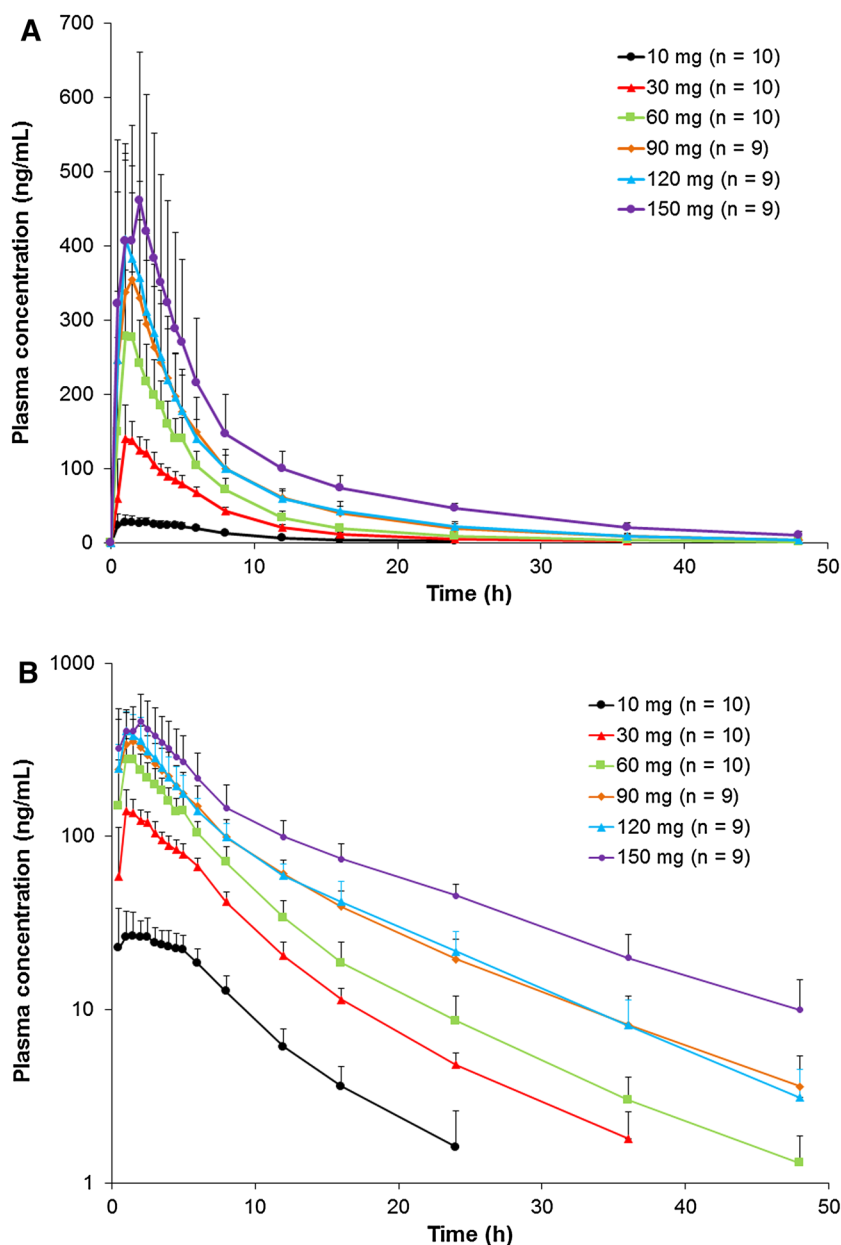 A
700
600
500
400
300
200
100
0
Plasma concentration (ng/mL)
10 mg (n = 10)
30 mg (n = 10)
60 mg (n = 10)
90 mg (n = 9)
120 mg (n = 9)
150 mg (n = 9)
0 10 20 30 40 50
Time (h)
B
1000
100
10
1
Plasma concentration (ng/mL)
10 mg (n = 10)
30 mg (n = 10)
60 mg (n = 10)
90 mg (n = 9)
120 mg (n = 9)
150 mg (n = 9)
0 10 20 30 40 50
Time (h)